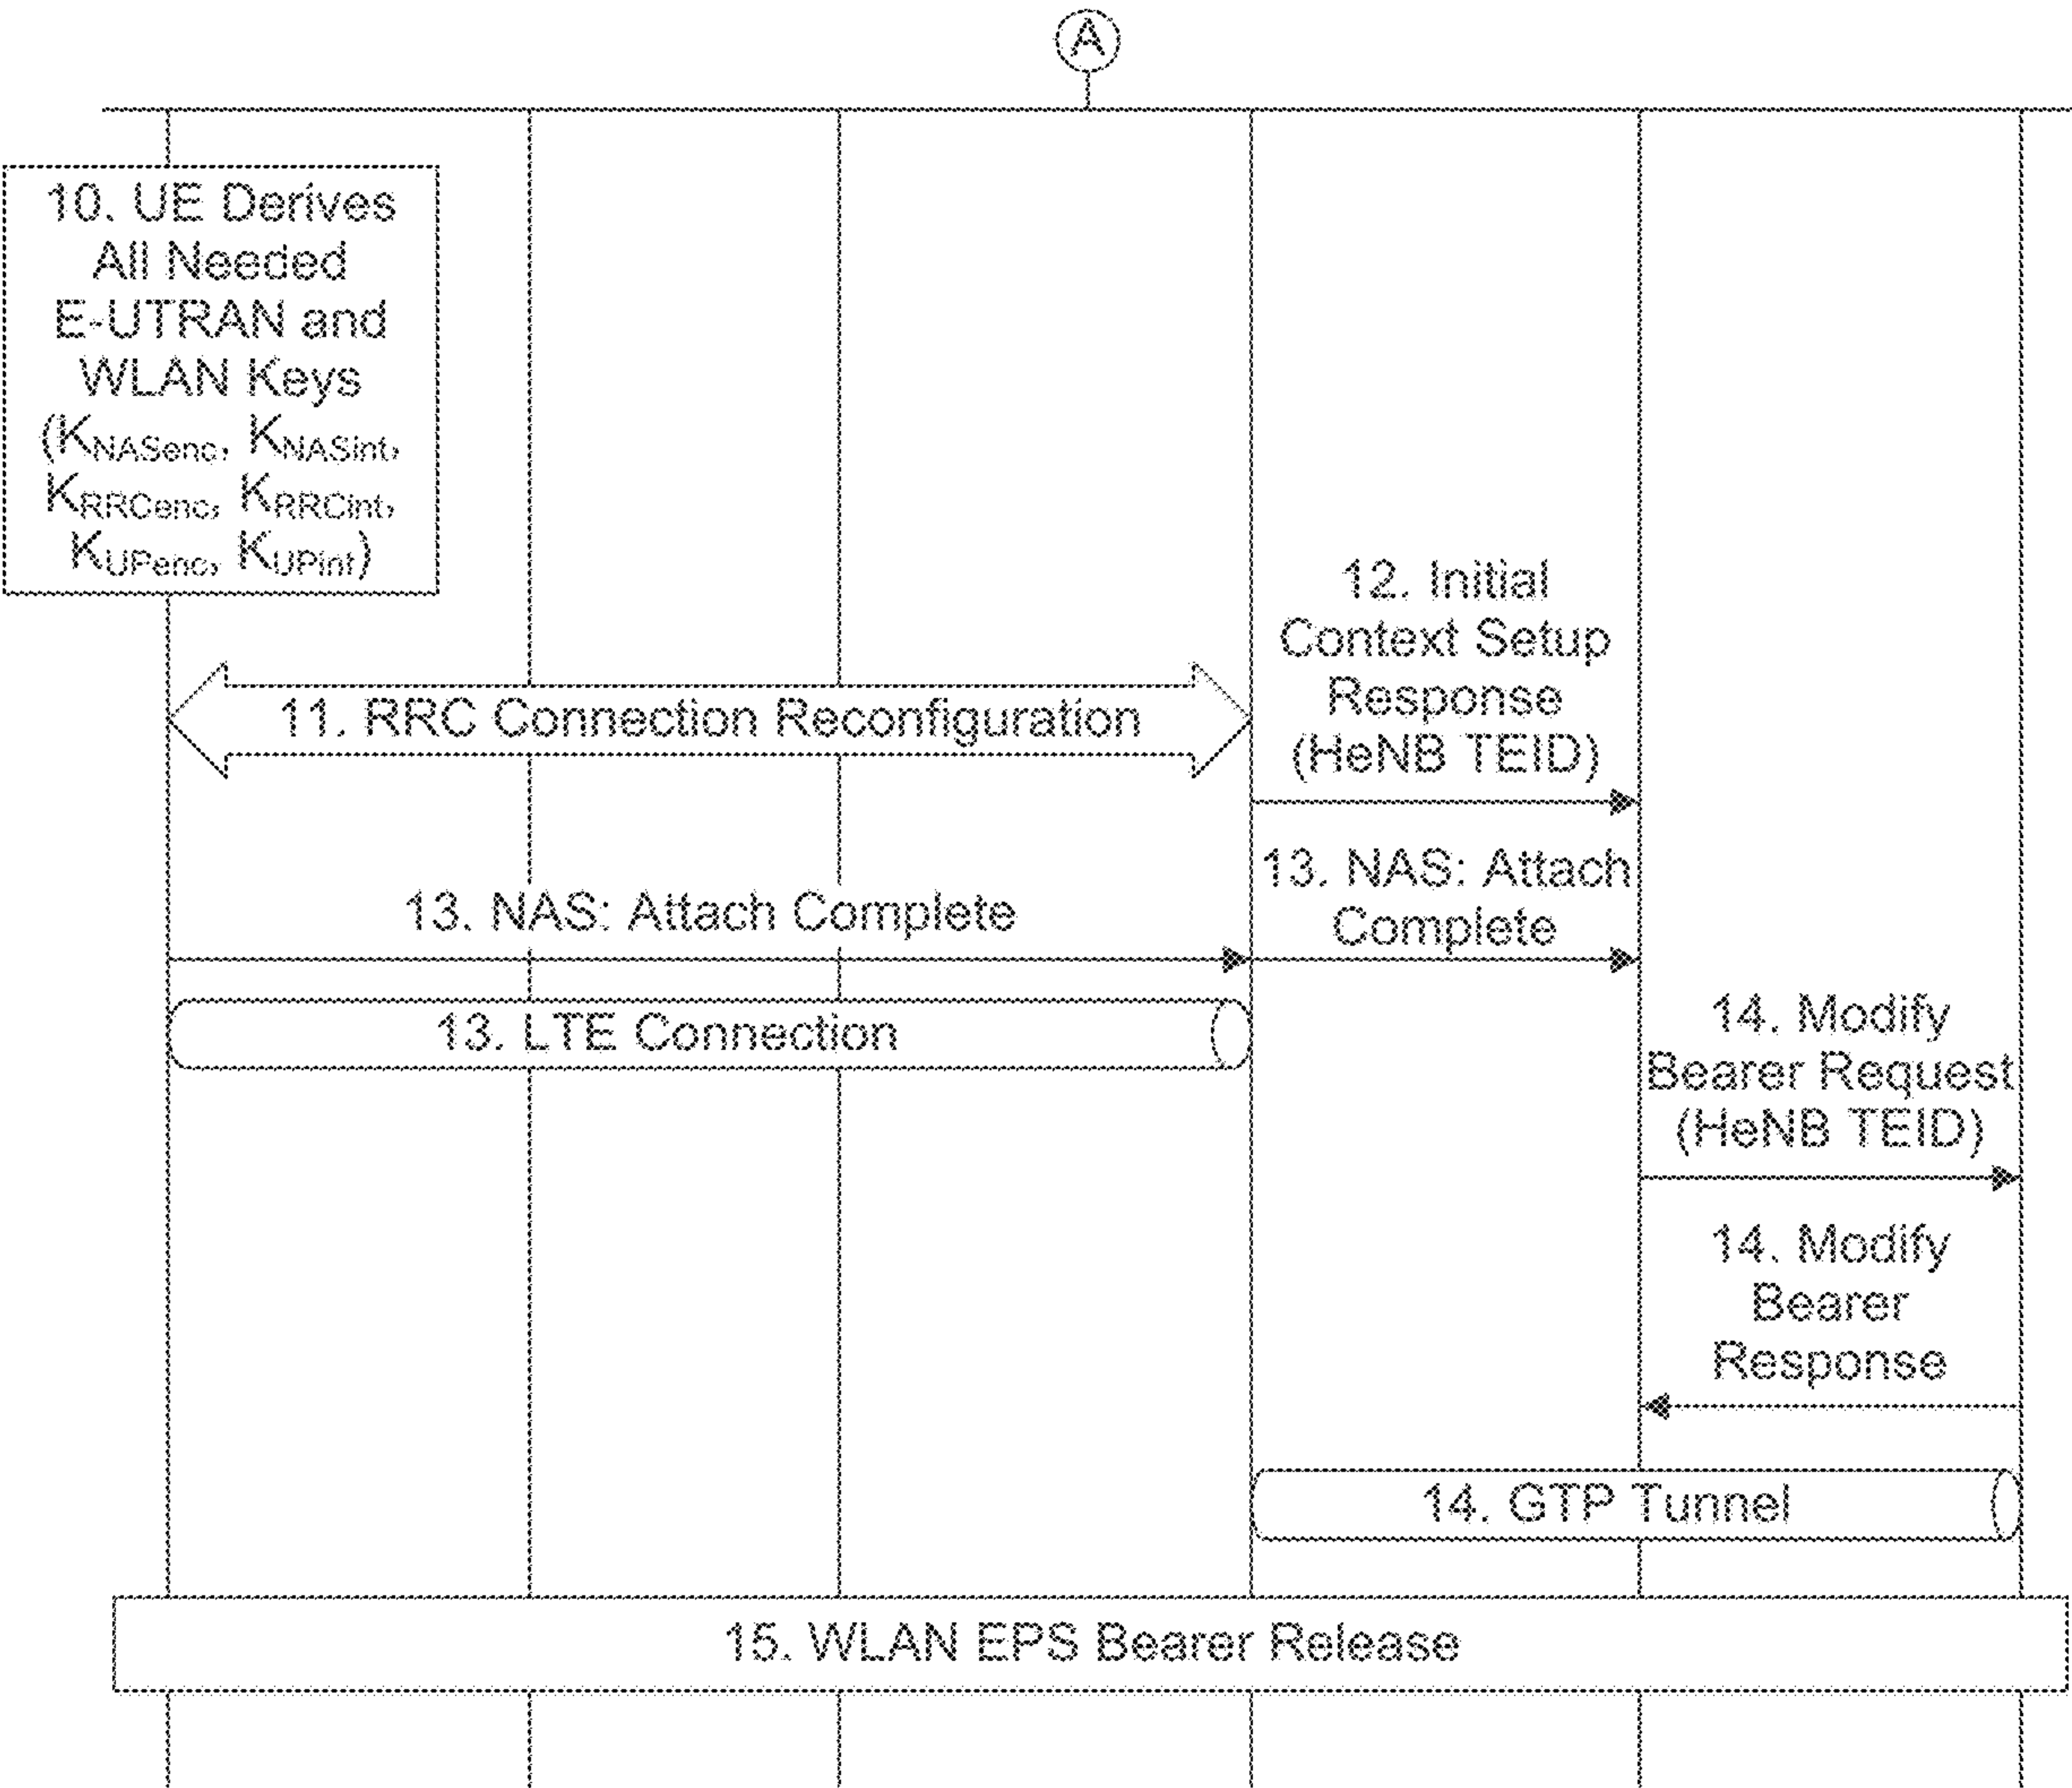 A
10. UE Derives
All Needed
E-UTRAN and
WLAN Keys
(KNASenc, KNASint,
KRRCenc, KRRCint,
KUPenc, KUPint)
11. RRC Connection Reconfiguration
12. Initial
Context Setup
Response
(HeNB TEID)
13. NAS: Attach Complete
13. NAS: Attach
Complete
13. LTE Connection
14. Modify
Bearer Request
(HeNB TEID)
14. Modify
Bearer
Response
14. GTP Tunnel
15. WLAN EPS Bearer Release